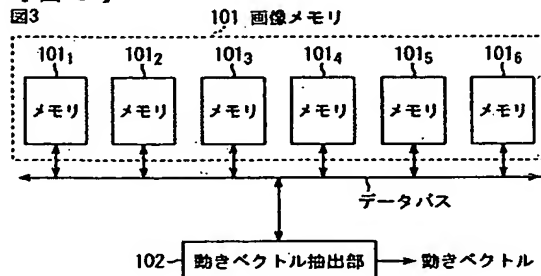 図3
101 画像メモリ
101₁ 101₂ 101₃ 101₄ 101₅ 101₆
メモリ メモリ メモリ メモリ メモリ メモリ
データバス
102 動きベクトル抽出部 動きベクトル